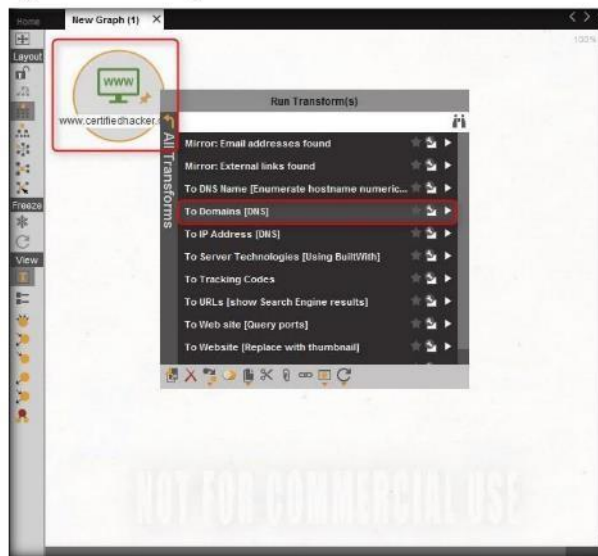 Home
New Graph (1) X
100%
Layout
WWW
www.certifiedhacker.
Run Transform(s)
All Transforms
Mirror: Email addresses found
Mirror: External links found
To DNS Name [Enumerate hostname numeric...
To Domains [DNS]
To IP Address [DNS]
To Server Technologies [Using BuiltWith]
To Tracking Codes
To URLs [show Search Engine results]
To Web site [Query ports]
To Website [Replace with thumbnail]
Freeze
View
NOT FOR COMMERCIAL USE